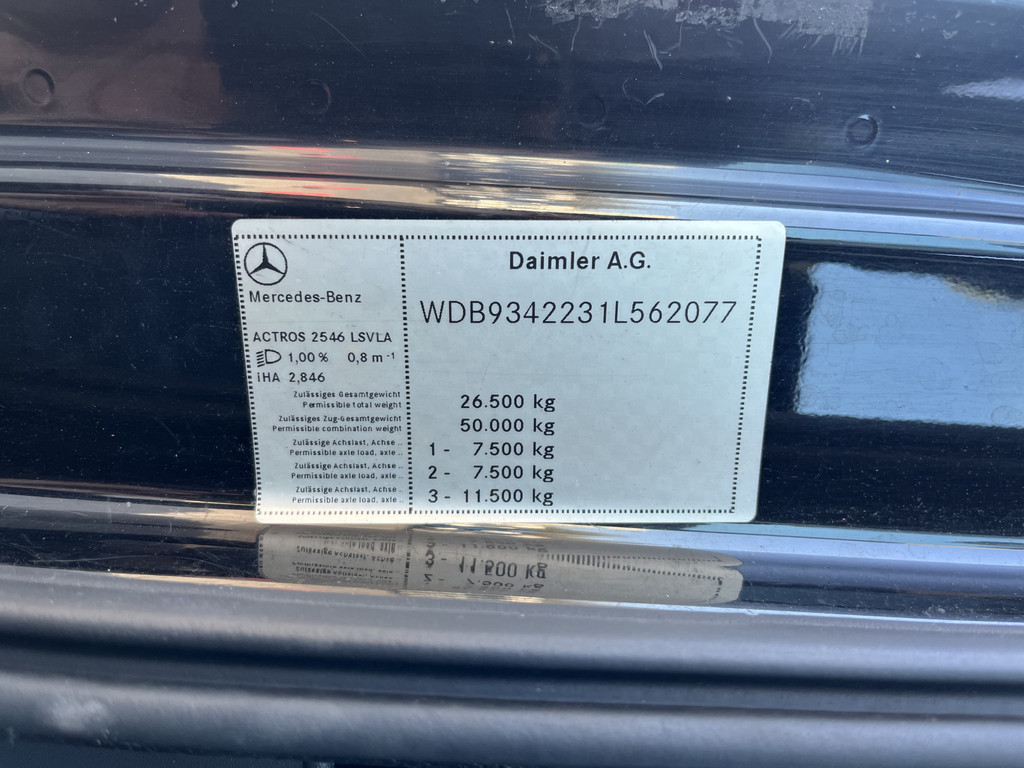 Mercedes-Benz
ACTROS 2546 LSVLA
1,00 % 0,8 m⁻¹
iHA 2,846
Daimler A.G.
WDB9342231L562077
Zulässiges Gesamtgewicht
Permissible total weight 26.500 kg
Zulässiges Zug-Gesamtgewicht
Permissible combination weight 50.000 kg
Zulässige Achslast, Achse ..
Permissible axle load, axle .. 1 - 7.500 kg
Zulässige Achslast, Achse ..
Permissible axle load, axle .. 2 - 7.500 kg
Zulässige Achslast, Achse ..
Permissible axle load, axle .. 3 - 11.500 kg